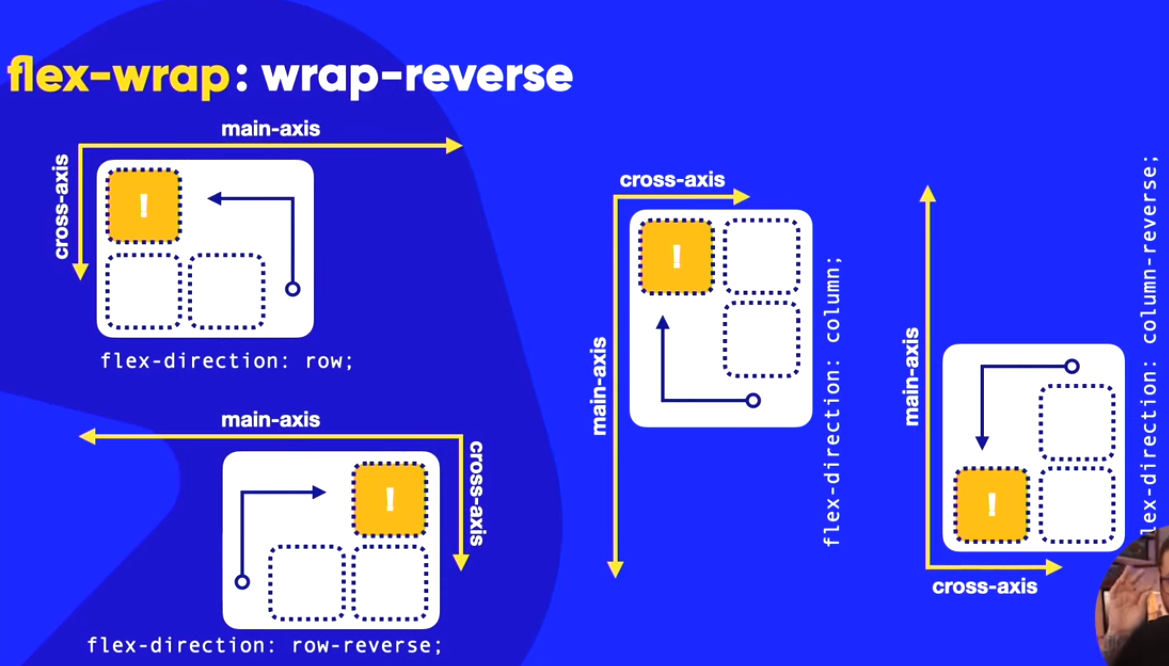 flex-wrap: wrap-reverse
main-axis
cross-axis
!
flex-direction: row;
main-axis
cross-axis
!
flex-direction: row-reverse;
cross-axis
main-axis
!
flex-direction: column;
main-axis
!
cross-axis
lex-direction: column-reverse;